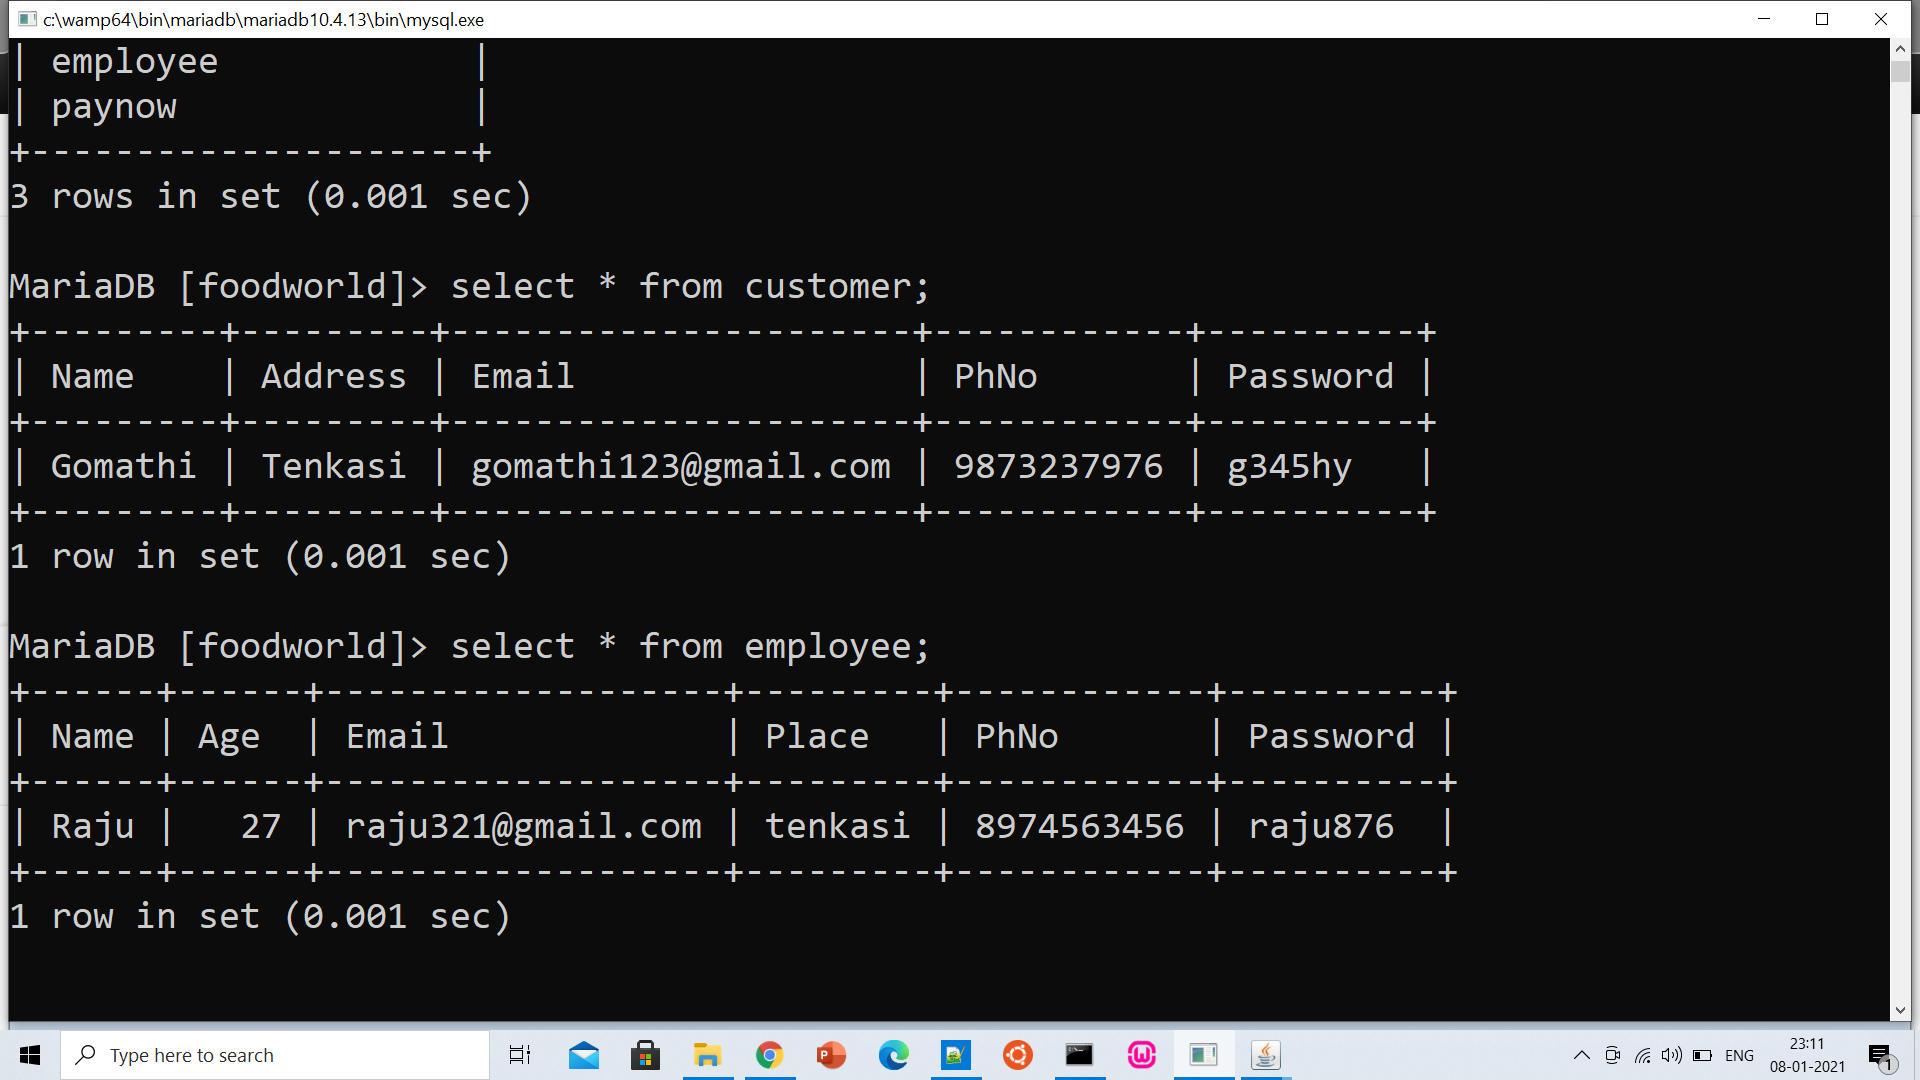 c:\wamp64\bin\mariadb\mariadb10.4.13\bin\mysql.exe
| employee            |
| paynow              |
+---------------------+
3 rows in set (0.001 sec)

MariaDB [foodworld]> select * from customer;
+---------+---------+----------------------+------------+----------+
| Name    | Address | Email                | PhNo       | Password |
+---------+---------+----------------------+------------+----------+
| Gomathi | Tenkasi | gomathi123@gmail.com | 9873237976 | g345hy   |
+---------+---------+----------------------+------------+----------+
1 row in set (0.001 sec)

MariaDB [foodworld]> select * from employee;
+------+------+-------------------+---------+------------+----------+
| Name | Age  | Email             | Place   | PhNo       | Password |
+------+------+-------------------+---------+------------+----------+
| Raju |   27 | raju321@gmail.com | tenkasi | 8974563456 | raju876  |
+------+------+-------------------+---------+------------+----------+
1 row in set (0.001 sec)

Type here to search
P
W
ENG
23:11
08-01-2021
1